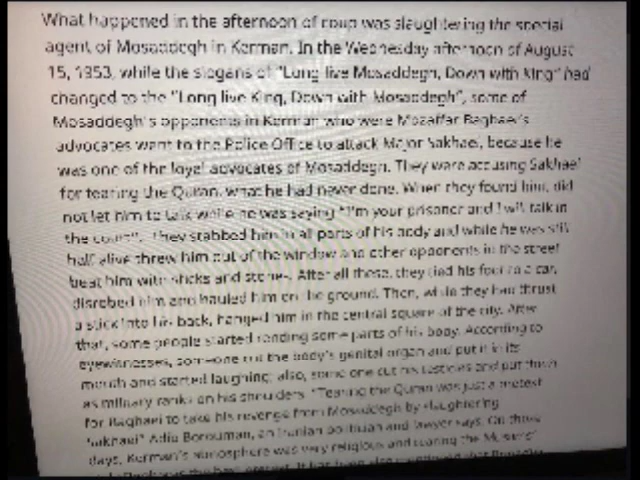 What happened in the afternoon of coup was slaughtering the special
agent of Mosaddegh in Kerman. In the Wednesday afternoon of August
15, 1953, while the slogans of "Long live Mosaddegh, Down with King" had
changed to the "Long live King, Down with Mosaddegh", some of
Mosaddegh's opponents in Kerman who were Mozaffar Baghaei's
advocates went to the Police Office to attack Major Sakhaei, because he
was one of the loyal advocates of Mosaddegh. They were accusing Sakhaei
for tearing the Quran, what he had never done. When they found him, did
not let him to talk while he was saying "I'm your prisoner and I will talk in
the court". They stabbed him in all parts of his body and while he was still
half alive threw him out of the window and other opponents in the street
beat him with sticks and stones. After all these, they tied his foot to a car,
disrobed him and hauled him on the ground. Then, while they had thrust
a stick into his back, hanged him in the central square of the city. After
that, some people started rending some parts of his body. According to
eyewitnesses, someone cut the body's genital organ and put it in its
mouth and started laughing; also, some one cut his testicles and put them
as military ranks on his shoulders. "Tearing the Quran was just a pretext
for Baghaei to take his revenge from Mosaddegh by slaughtering
Sakhaei" Adib Boroumand, an Iranian politician and lawyer says. On those
days, Kerman's atmosphere was very religious and tearing the Muslims'